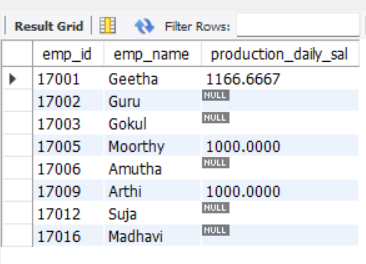 Result Grid Filter Rows:
emp_id emp_name production_daily_sal
17001 Geetha 1166.6667
17002 Guru NULL
17003 Gokul NULL
17005 Moorthy 1000.0000
17006 Amutha NULL
17009 Arthi 1000.0000
17012 Suja NULL
17016 Madhavi NULL